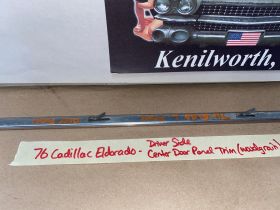 Kenilworth,
Driver Side
76 Cadillac Eldorado - Center Door Panel Trim (woodgrain)